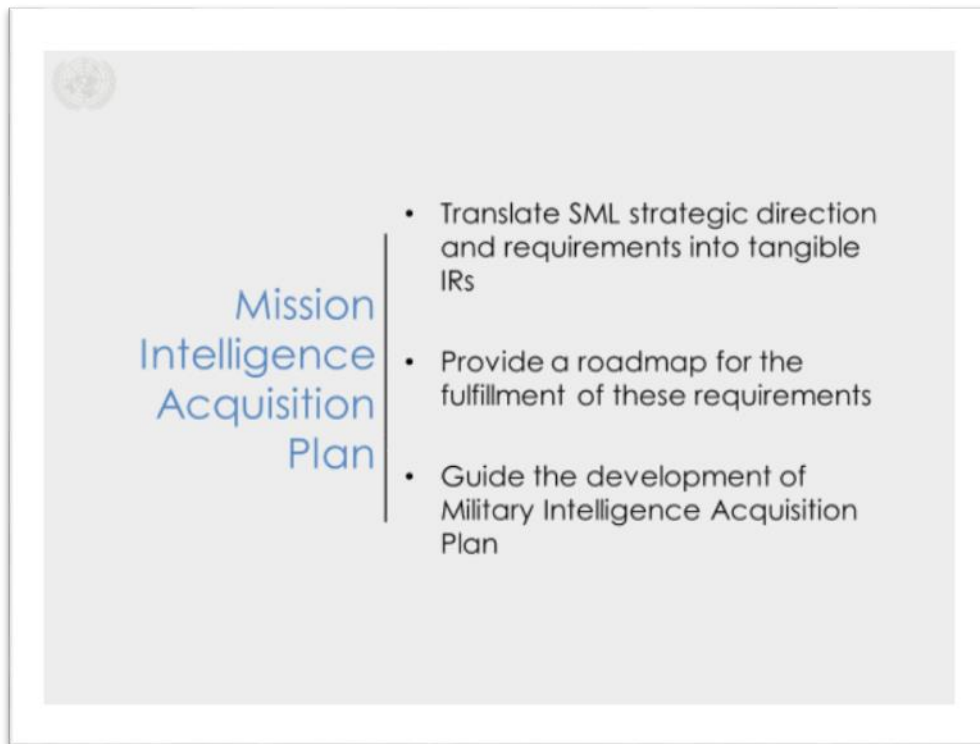 Mission
Intelligence
Acquisition
Plan
• Translate SML strategic direction
and requirements into tangible
IRs
• Provide a roadmap for the
fulfillment of these requirements
• Guide the development of
Military Intelligence Acquisition
Plan